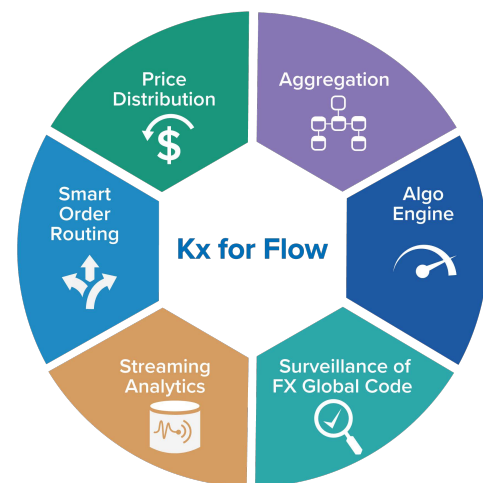 Price
Distribution
$
Aggregation
Smart
Order
Routing
Algo
Engine
Kx for Flow
Streaming
Analytics
Surveillance of
FX Global Code